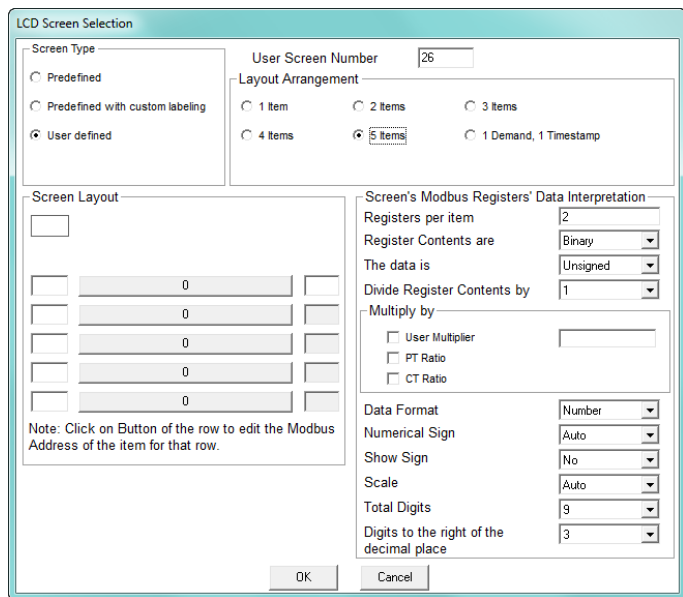 LCD Screen Selection
Screen Type
Predefined
Predefined with custom labeling
User defined
User Screen Number 26
Layout Arrangement
1 Item 2 Items 3 Items
4 Items 5 Items 1 Demand, 1 Timestamp
Screen Layout
0
0
0
0
0
Note: Click on Button of the row to edit the Modbus
Address of the item for that row.
Screen's Modbus Registers' Data Interpretation
Registers per item 2
Register Contents are Binary
The data is Unsigned
Divide Register Contents by 1
Multiply by
User Multiplier
PT Ratio
CT Ratio
Data Format Number
Numerical Sign Auto
Show Sign No
Scale Auto
Total Digits 9
Digits to the right of the 3
decimal place
OK Cancel